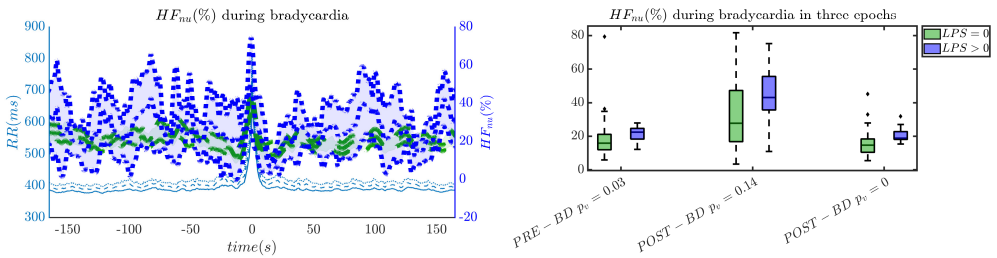 HF_nu(%) during bradycardia
900
800
700
600
500
400
300
RR(ms)
80
60
40
20
0
-20
HF_nu(%)
-150 -100 -50 0 50 100 150
time(s)
HF_nu(%) during bradycardia in three epochs
80
60
40
20
0
LPS = 0
LPS > 0
PRE − BD p_v = 0.03
POST − BD p_v = 0.14
POST − BD p_v = 0